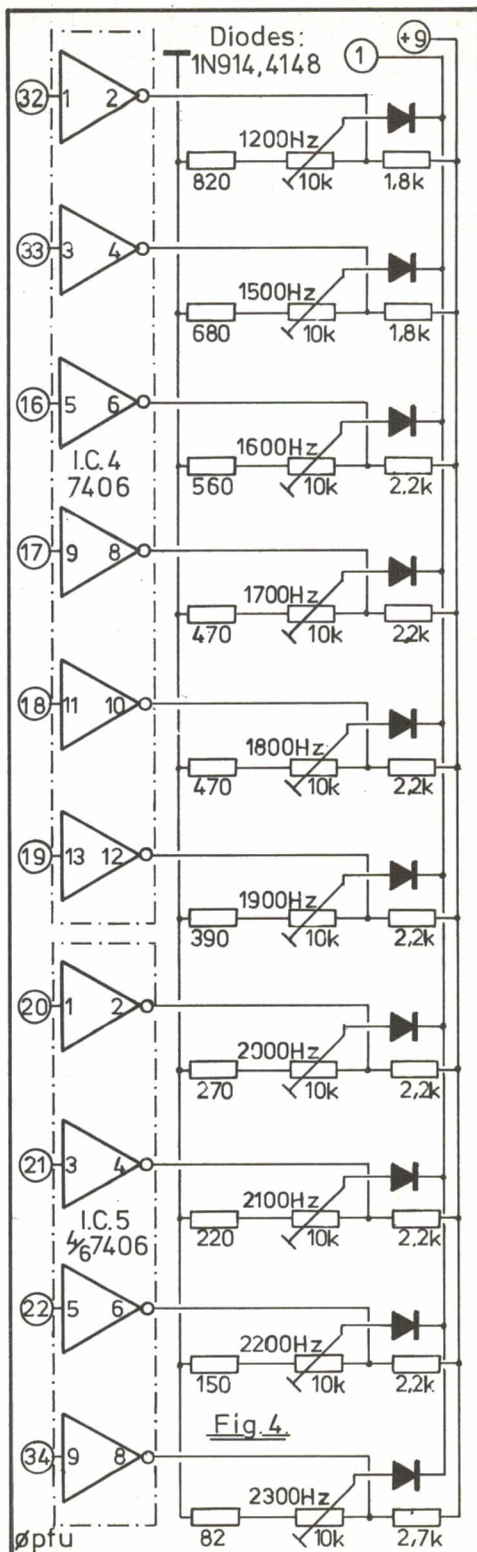 Diodes:
1N914,4148
1
+9
32
1
2
1200Hz
820
10k
1,8k
33
3
4
1500Hz
680
10k
1,8k
16
5
6
I.C.4
7406
1600Hz
560
10k
2,2k
17
9
8
1700Hz
470
10k
2,2k
18
11
10
1800Hz
470
10k
2,2k
19
13
12
1900Hz
390
10k
2,2k
20
1
2
2000Hz
270
10k
2,2k
21
3
4
I.C.5
4/6 7406
2100Hz
220
10k
2,2k
22
5
6
2200Hz
150
10k
2,2k
Fig.4.
34
9
8
2300Hz
82
10k
2,7k
øpfu